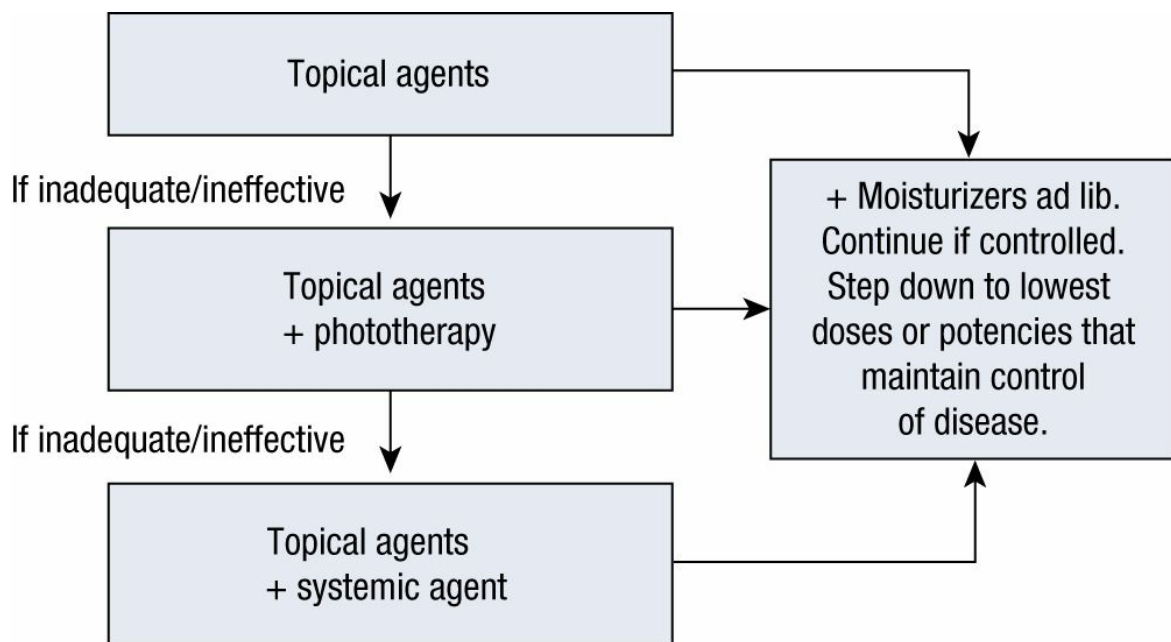 Topical agents
If inadequate/ineffective
Topical agents
+ phototherapy
If inadequate/ineffective
Topical agents
+ systemic agent
+ Moisturizers ad lib.
Continue if controlled.
Step down to lowest
doses or potencies that
maintain control
of disease.